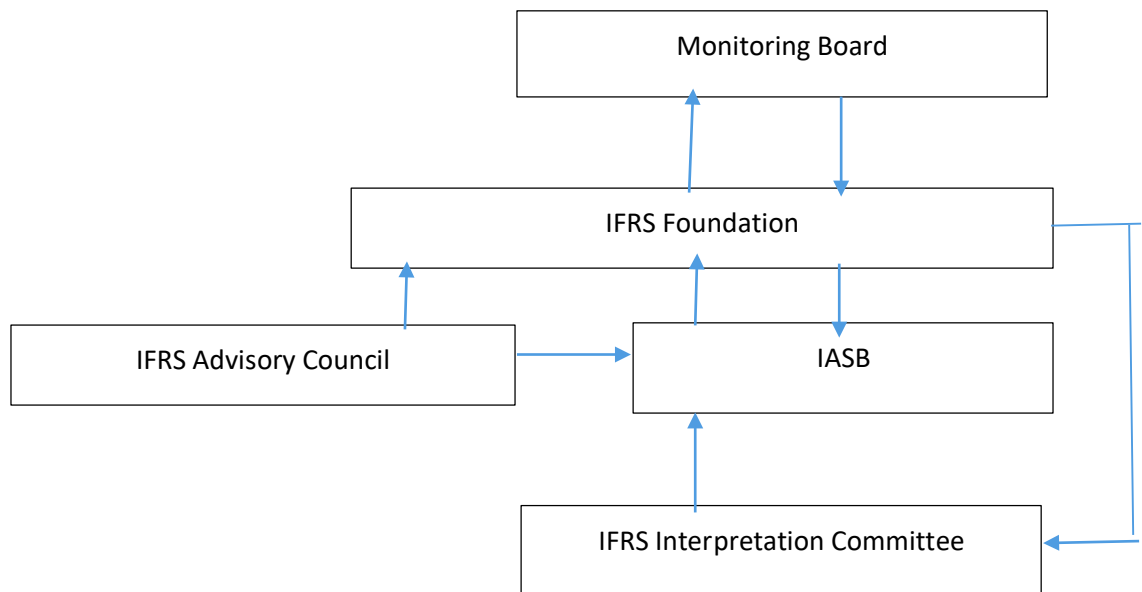 Monitoring Board
IFRS Foundation
IFRS Advisory Council
IASB
IFRS Interpretation Committee